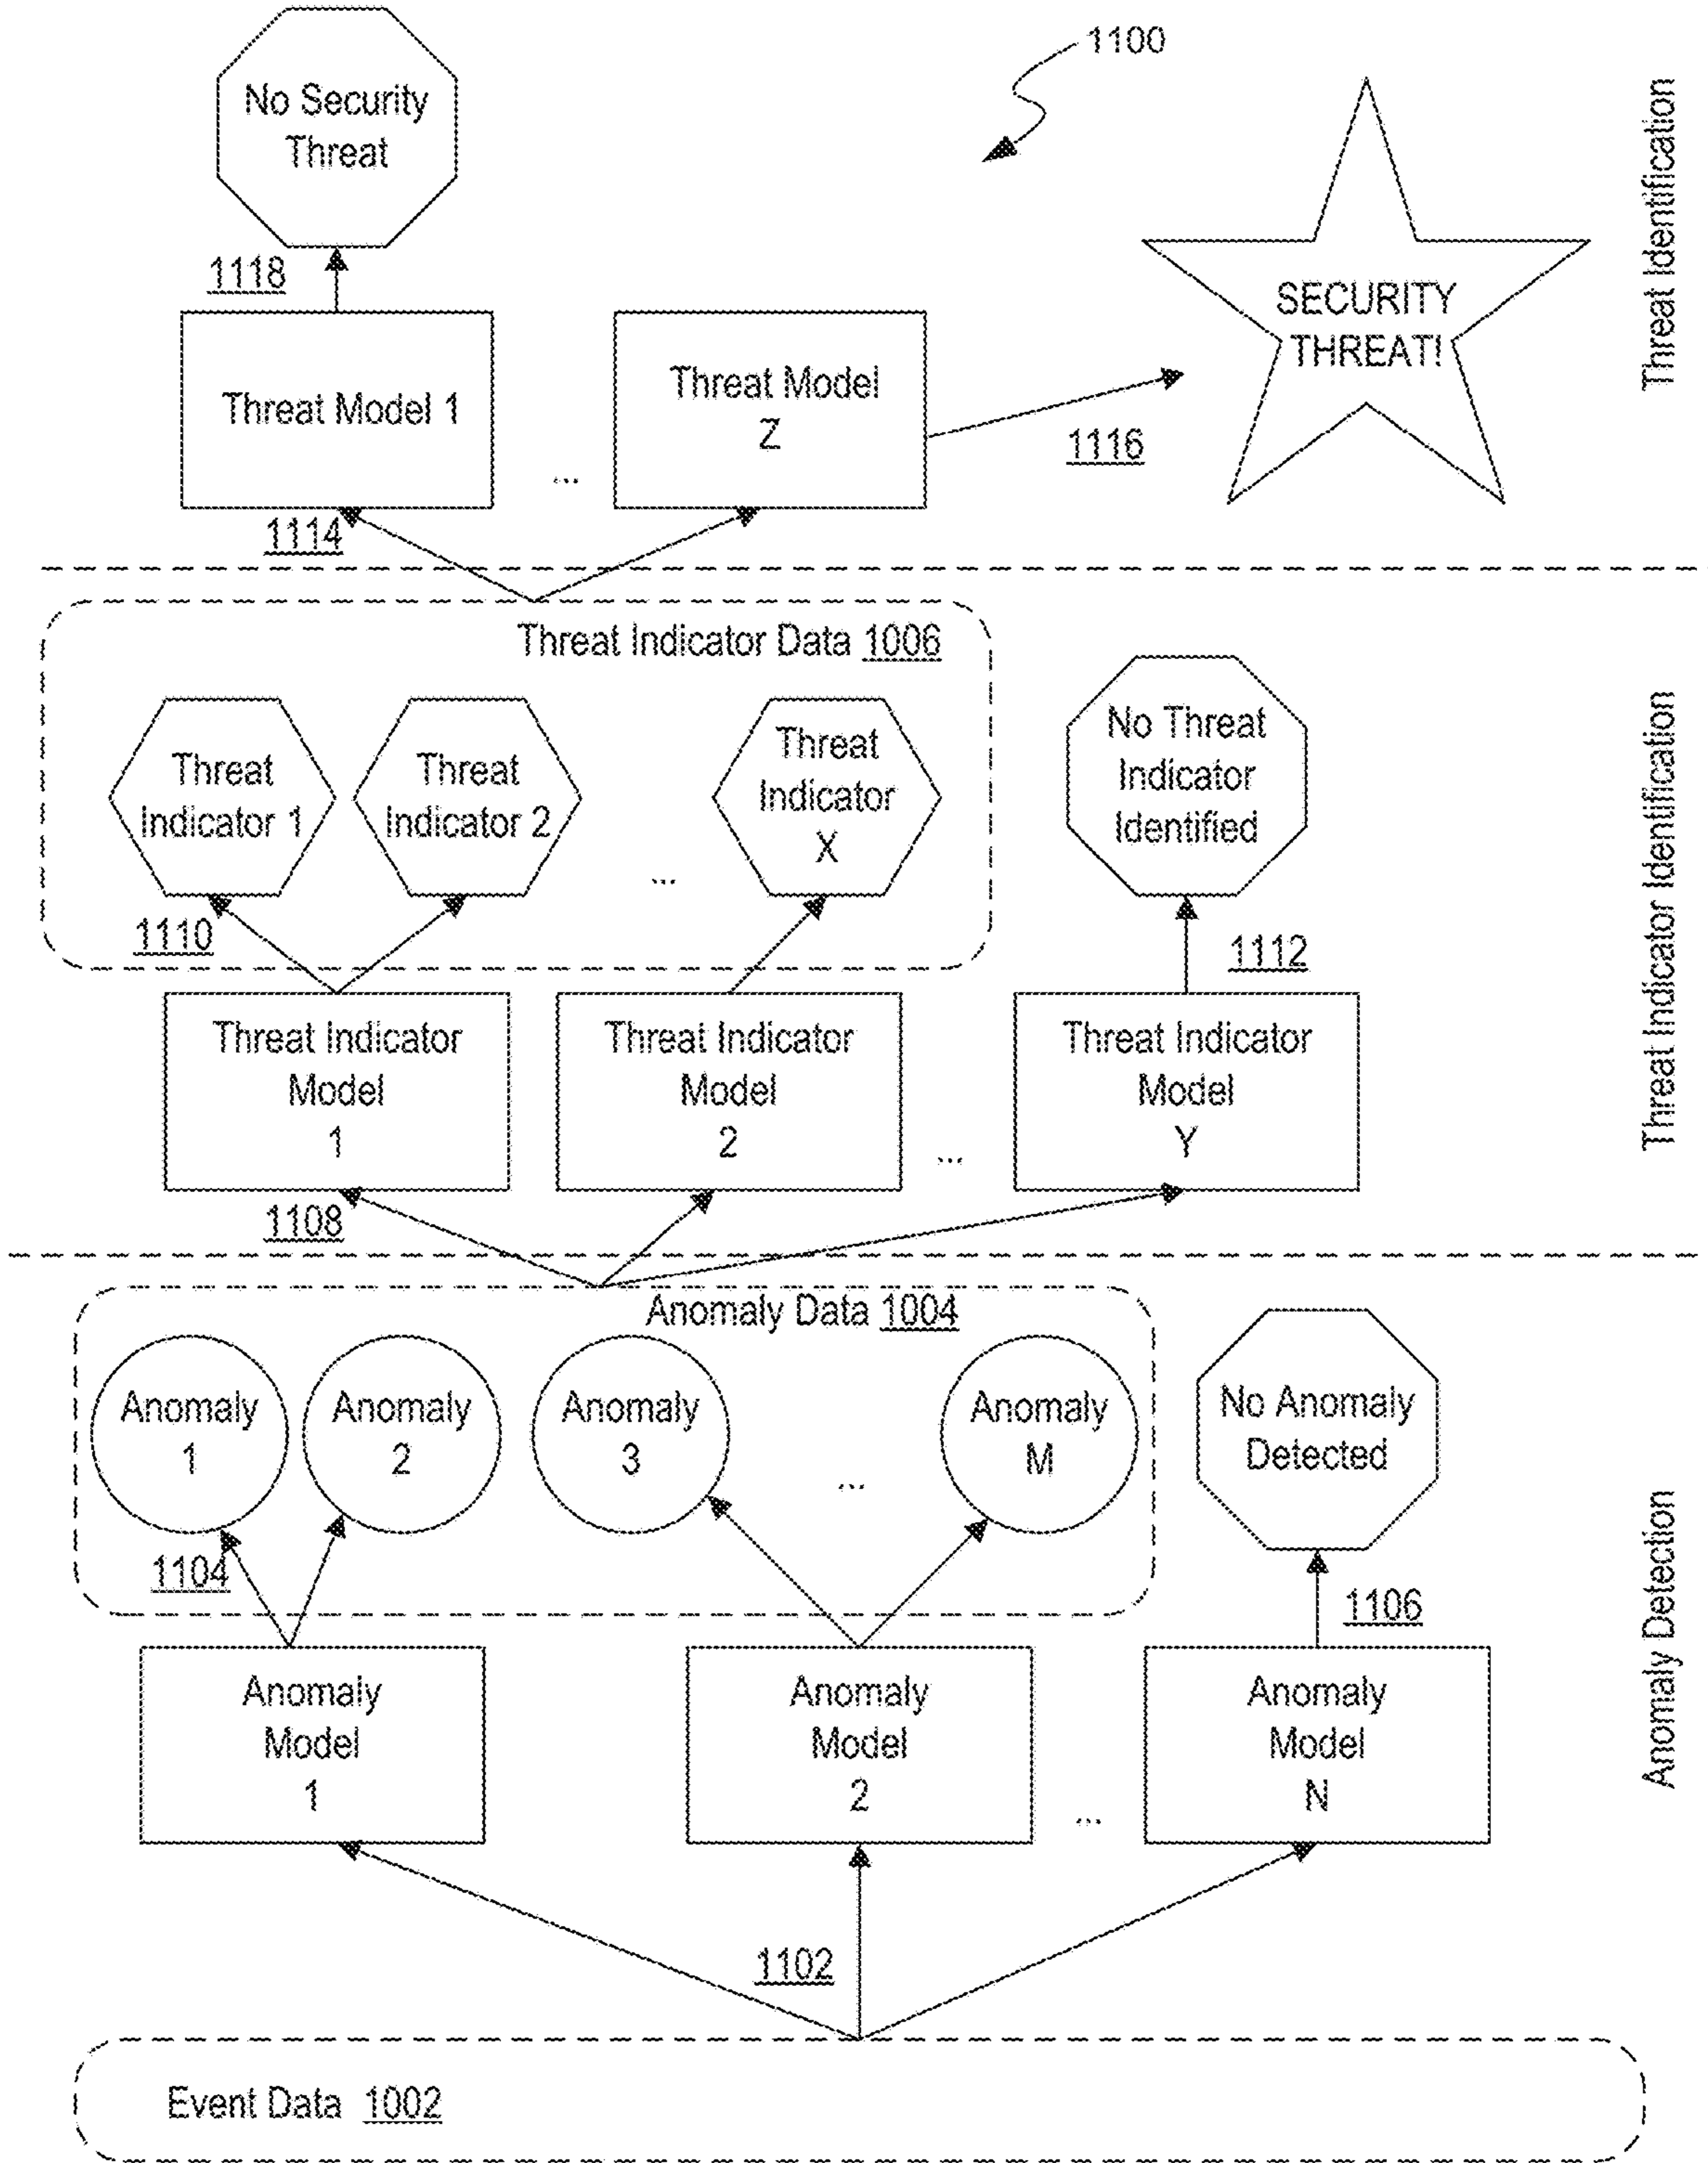 1100
No Security
Threat
Threat Identification
SECURITY
THREAT!
1118
Threat Model 1
Threat Model
Z
...
1116
1114
Threat Indicator Data 1006
Threat Indicator Identification
Threat
Indicator 1
Threat
Indicator 2
...
Threat
Indicator
X
No Threat
Indicator
Identified
1110
1112
Threat Indicator
Model
1
Threat Indicator
Model
2
...
Threat Indicator
Model
Y
1108
Anomaly Data 1004
Anomaly
1
Anomaly
2
Anomaly
3
...
Anomaly
M
No Anomaly
Detected
Anomaly Detection
1104
1106
Anomaly
Model
1
Anomaly
Model
2
...
Anomaly
Model
N
1102
Event Data 1002